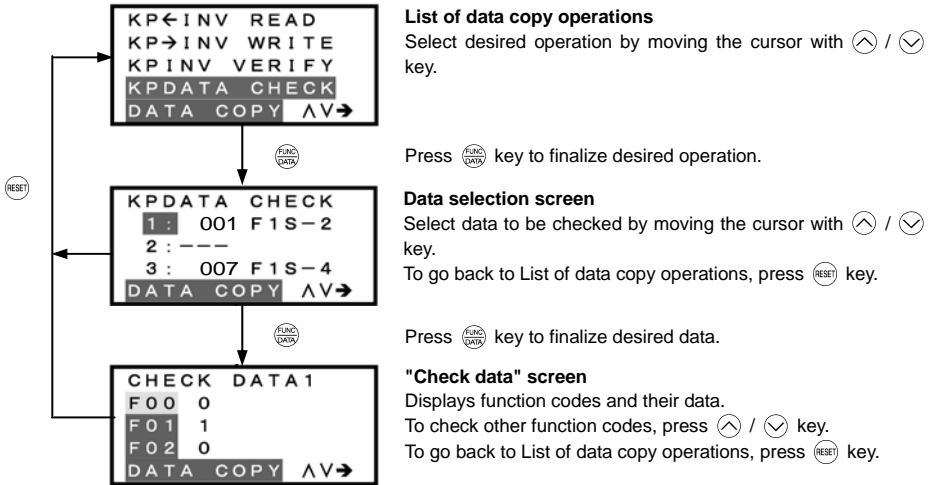 KP←INV READ
KP→INV WRITE
KPINV VERIFY
KPDATA CHECK
DATA COPY ∧∨→
List of data copy operations
Select desired operation by moving the cursor with ∧ / ∨
key.
FUNC
DATA
Press FUNC DATA key to finalize desired operation.
RESET
KPDATA CHECK
1: 001 F1S-2
2:---
3: 007 F1S-4
DATA COPY ∧∨→
Data selection screen
Select data to be checked by moving the cursor with ∧ / ∨
key.
To go back to List of data copy operations, press RESET key.
FUNC
DATA
Press FUNC DATA key to finalize desired data.
CHECK DATA1
F00 0
F01 1
F02 0
DATA COPY ∧∨→
"Check data" screen
Displays function codes and their data.
To check other function codes, press ∧ / ∨ key.
To go back to List of data copy operations, press RESET key.